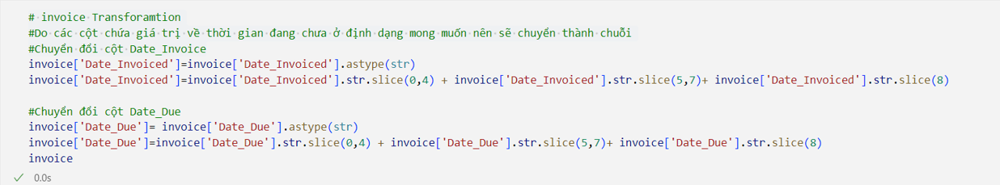 # invoice Transforamtion
#Do các cột chứa giá trị về thời gian đang chưa ở định dạng mong muốn nên sẽ chuyển thành chuỗi
#Chuyển đổi cột Date_Invoice
invoice['Date_Invoiced']=invoice['Date_Invoiced'].astype(str)
invoice['Date_Invoiced']=invoice['Date_Invoiced'].str.slice(0,4) + invoice['Date_Invoiced'].str.slice(5,7)+ invoice['Date_Invoiced'].str.slice(8)
#Chuyển đổi cột Date_Due
invoice['Date_Due']= invoice['Date_Due'].astype(str)
invoice['Date_Due']=invoice['Date_Due'].str.slice(0,4) + invoice['Date_Due'].str.slice(5,7)+ invoice['Date_Due'].str.slice(8)
invoice
0.0s